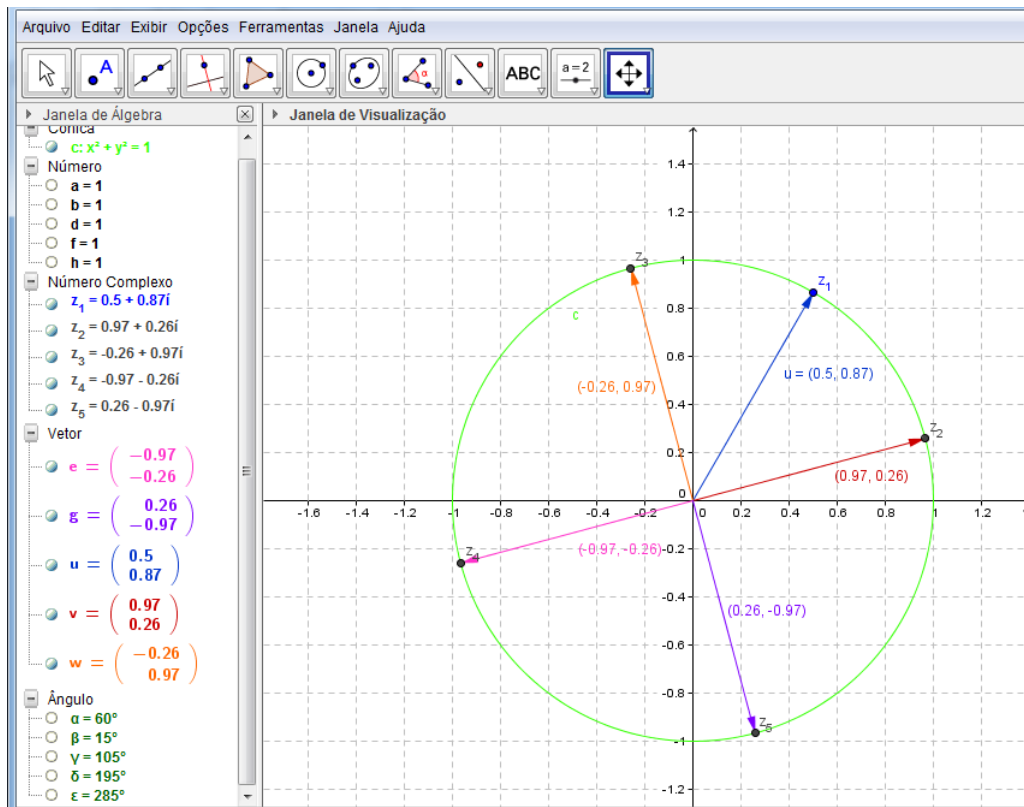 Arquivo Editar Exibir Opções Ferramentas Janela Ajuda
A
α
ABC
a = 2
Janela de Álgebra
Janela de Visualização
Cônica
c: x² + y² = 1
Número
a = 1
b = 1
d = 1
f = 1
h = 1
Número Complexo
z₁ = 0.5 + 0.87í
z₂ = 0.97 + 0.26í
z₃ = -0.26 + 0.97í
z₄ = -0.97 - 0.26í
z₅ = 0.26 - 0.97í
Vetor
e = ( −0.97
−0.26 )
g = ( 0.26
−0.97 )
u = ( 0.5
0.87 )
v = ( 0.97
0.26 )
w = ( −0.26
0.97 )
Ângulo
α = 60°
β = 15°
γ = 105°
δ = 195°
ε = 285°
1.4
1.2
1
0.8
0.6
0.4
0.2
0
-0.2
-0.4
-0.6
-0.8
-1
-1.2
-1.6 -1.4 -1.2 -1 -0.8 -0.6 -0.4 -0.2 0 0.2 0.4 0.6 0.8 1 1.2
z₃
z₁
c
u = (0.5, 0.87)
(-0.26, 0.97)
z₂
(0.97, 0.26)
z₄
(-0.97, -0.26)
(0.26, -0.97)
z₅